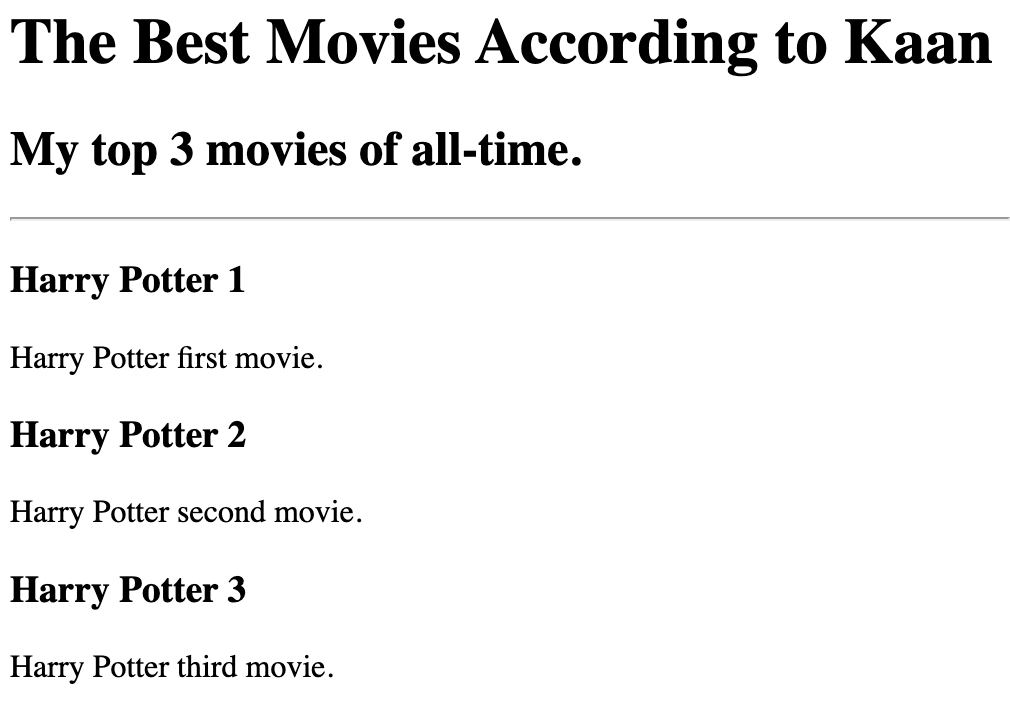 The Best Movies According to Kaan
My top 3 movies of all-time.
Harry Potter 1
Harry Potter first movie.
Harry Potter 2
Harry Potter second movie.
Harry Potter 3
Harry Potter third movie.